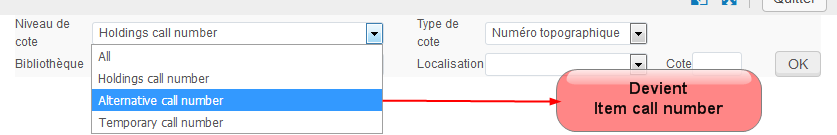 Quitter
Niveau de cote
Holdings call number
Type de cote
Numéro topographique
Bibliothèque
Localisation
Cote
OK
All
Holdings call number
Alternative call number
Temporary call number
Devient
Item call number